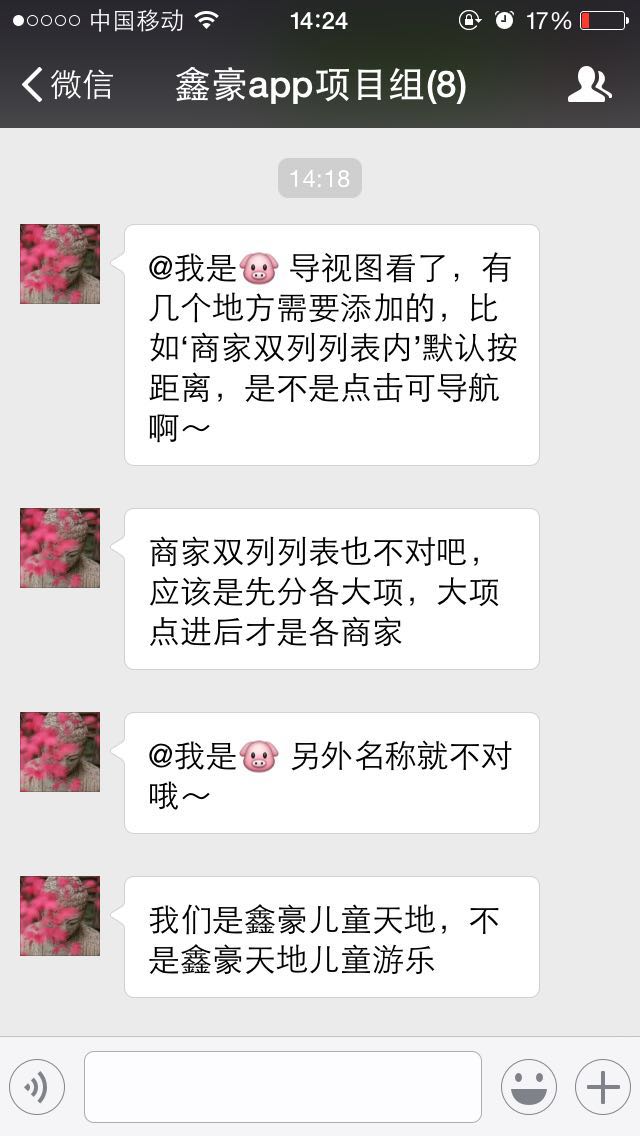 中国移动 14:24 17%
微信 鑫豪app项目组(8)
14:18
@我是🐷 导视图看了，有
几个地方需要添加的，比
如‘商家双列列表内’默认按
距离，是不是点击可导航
啊～
商家双列列表也不对吧，
应该是先分各大项，大项
点进后才是各商家
@我是🐷 另外名称就不对
哦～
我们是鑫豪儿童天地，不
是鑫豪天地儿童游乐